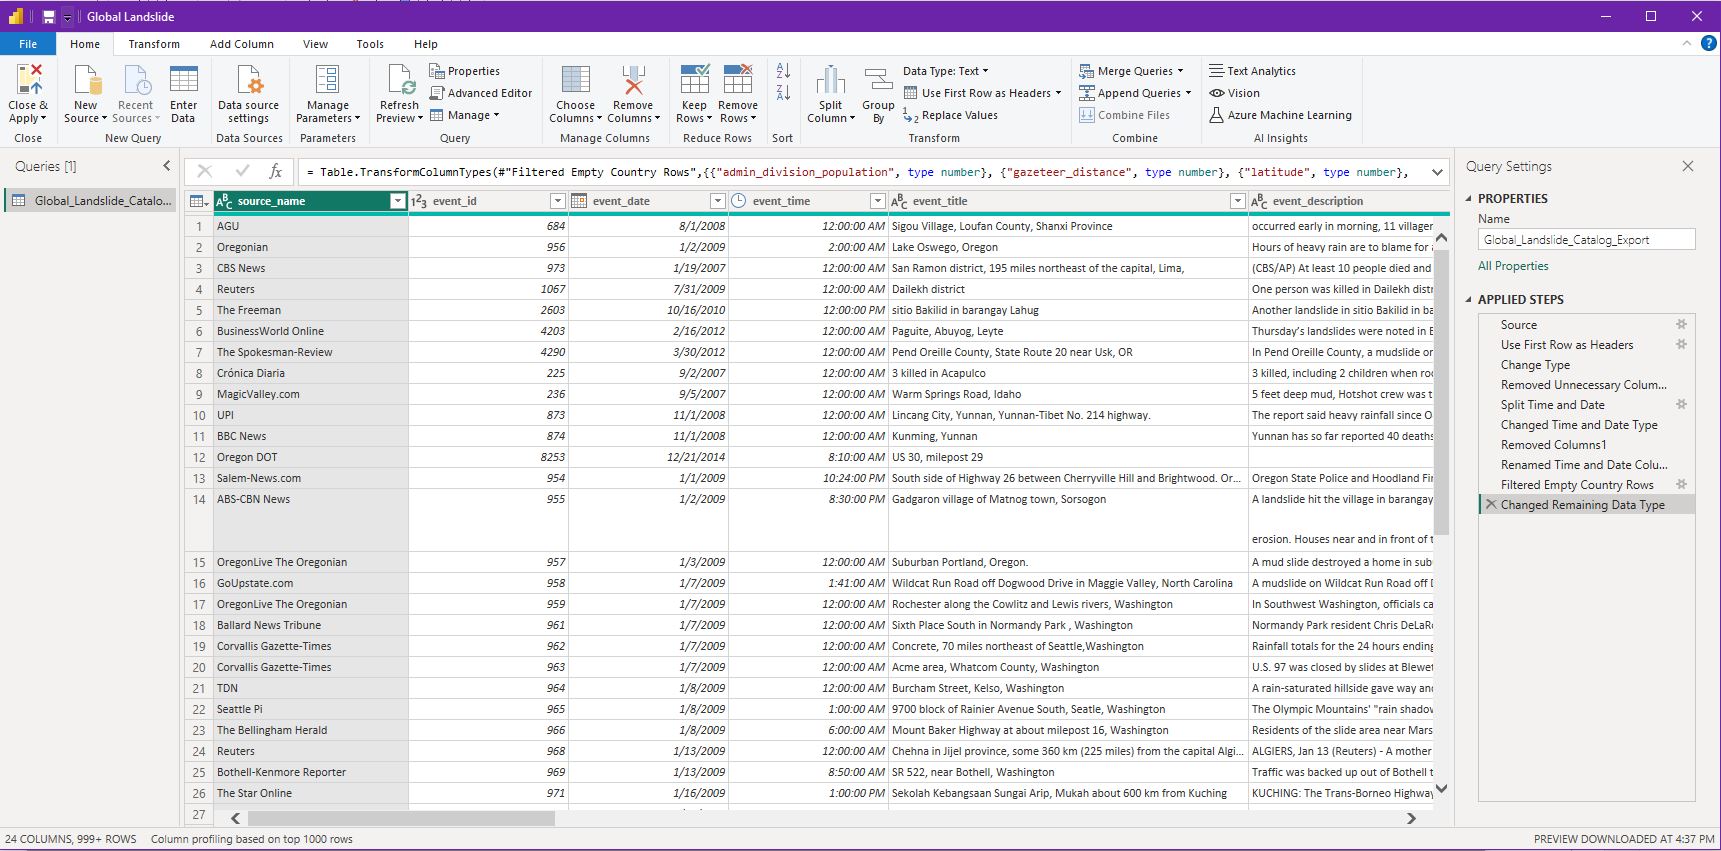 Global Landslide
File Home Transform Add Column View Tools Help
Close & Apply
New Source
Recent Sources
Enter Data
Data source settings
Manage Parameters
Refresh Preview
Properties
Advanced Editor
Manage
Choose Columns
Remove Columns
Keep Rows
Remove Rows
Split Column
Group By
Data Type: Text
Use First Row as Headers
Replace Values
Merge Queries
Append Queries
Combine Files
Text Analytics
Vision
Azure Machine Learning
Close New Query Data Sources Parameters Query Manage Columns Reduce Rows Sort Transform Combine AI Insights
Queries [1]
Global_Landslide_Catalo...
fx = Table.TransformColumnTypes(#"Filtered Empty Country Rows",{{"admin_division_population", type number}, {"gazeteer_distance", type number}, {"latitude", type number},
source_name event_id event_date event_time event_title event_description
1 AGU 684 8/1/2008 12:00:00 AM Sigou Village, Loufan County, Shanxi Province occurred early in morning, 11 villager
2 Oregonian 956 1/2/2009 2:00:00 AM Lake Oswego, Oregon Hours of heavy rain are to blame for
3 CBS News 973 1/19/2007 12:00:00 AM San Ramon district, 195 miles northeast of the capital, Lima, (CBS/AP) At least 10 people died and
4 Reuters 1067 7/31/2009 12:00:00 AM Dailekh district One person was killed in Dailekh distr
5 The Freeman 2603 10/16/2010 12:00:00 PM sitio Bakilid in barangay Lahug Another landslide in sitio Bakilid in ba
6 BusinessWorld Online 4203 2/16/2012 12:00:00 AM Paguite, Abuyog, Leyte Thursday's landslides were noted in
7 The Spokesman-Review 4290 3/30/2012 12:00:00 AM Pend Oreille County, State Route 20 near Usk, OR In Pend Oreille County, a mudslide or
8 Crónica Diaria 225 9/2/2007 12:00:00 AM 3 killed in Acapulco 3 killed, including 2 children when roc
9 MagicValley.com 236 9/5/2007 12:00:00 AM Warm Springs Road, Idaho 5 feet deep mud, Hotshot crew was t
10 UPI 873 11/1/2008 12:00:00 AM Lincang City, Yunnan, Yunnan-Tibet No. 214 highway. The report said heavy rainfall since O
11 BBC News 874 11/1/2008 12:00:00 AM Kunming, Yunnan Yunnan has so far reported 40 deaths
12 Oregon DOT 8253 12/21/2014 8:10:00 AM US 30, milepost 29
13 Salem-News.com 954 1/1/2009 10:24:00 PM South side of Highway 26 between Cherryville Hill and Brightwood. Or... Oregon State Police and Hoodland Fir
14 ABS-CBN News 955 1/2/2009 8:30:00 PM Gadgaron village of Matnog town, Sorsogon A landslide hit the village in barangay
erosion. Houses near and in front of t
15 OregonLive The Oregonian 957 1/3/2009 12:00:00 AM Suburban Portland, Oregon. A mud slide destroyed a home in sub
16 GoUpstate.com 958 1/7/2009 1:41:00 AM Wildcat Run Road off Dogwood Drive in Maggie Valley, North Carolina A mudslide on Wildcat Run Road off
17 OregonLive The Oregonian 959 1/7/2009 12:00:00 AM Rochester along the Cowlitz and Lewis rivers, Washington In Southwest Washington, officials ca
18 Ballard News Tribune 961 1/7/2009 12:00:00 AM Sixth Place South in Normandy Park , Washington Normandy Park resident Chris DeLaR
19 Corvallis Gazette-Times 962 1/7/2009 12:00:00 AM Concrete, 70 miles northeast of Seattle,Washington Rainfall totals for the 24 hours ending
20 Corvallis Gazette-Times 963 1/7/2009 12:00:00 AM Acme area, Whatcom County, Washington U.S. 97 was closed by slides at Blewet
21 TDN 964 1/8/2009 12:00:00 AM Burcham Street, Kelso, Washington A rain-saturated hillside gave way and
22 Seattle Pi 965 1/8/2009 1:00:00 AM 9700 block of Rainier Avenue South, Seatle, Washington The Olympic Mountains' "rain shadow
23 The Bellingham Herald 966 1/8/2009 6:00:00 AM Mount Baker Highway at about milepost 16, Washington Residents of the slide area near Mars
24 Reuters 968 1/13/2009 12:00:00 AM Chehna in Jijel province, some 360 km (225 miles) from the capital Algi... ALGIERS, Jan 13 (Reuters) - A mother
25 Bothell-Kenmore Reporter 969 1/13/2009 8:50:00 AM SR 522, near Bothell, Washington Traffic was backed up out of Bothell t
26 The Star Online 971 1/16/2009 1:00:00 PM Sekolah Kebangsaan Sungai Arip, Mukah about 600 km from Kuching KUCHING: The Trans-Borneo Highway
27
Query Settings
PROPERTIES
Name
Global_Landslide_Catalog_Export
All Properties
APPLIED STEPS
Source
Use First Row as Headers
Change Type
Removed Unnecessary Colum...
Split Time and Date
Changed Time and Date Type
Removed Columns1
Renamed Time and Date Colu...
Filtered Empty Country Rows
Changed Remaining Data Type
24 COLUMNS, 999+ ROWS Column profiling based on top 1000 rows PREVIEW DOWNLOADED AT 4:37 PM